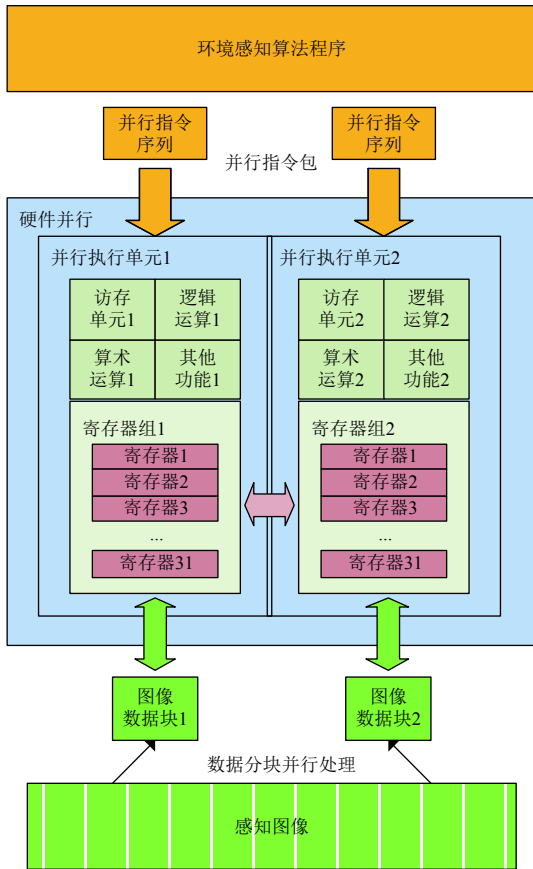 环境感知算法程序
并行指令
序列
并行指令
序列
并行指令包
硬件并行
并行执行单元1
并行执行单元2
访存
单元1
逻辑
运算1
算术
运算1
其他
功能1
访存
单元2
逻辑
运算2
算术
运算2
其他
功能2
寄存器组1
寄存器1
寄存器2
寄存器3
...
寄存器31
寄存器组2
寄存器1
寄存器2
寄存器3
...
寄存器31
图像
数据块1
图像
数据块2
数据分块并行处理
感知图像